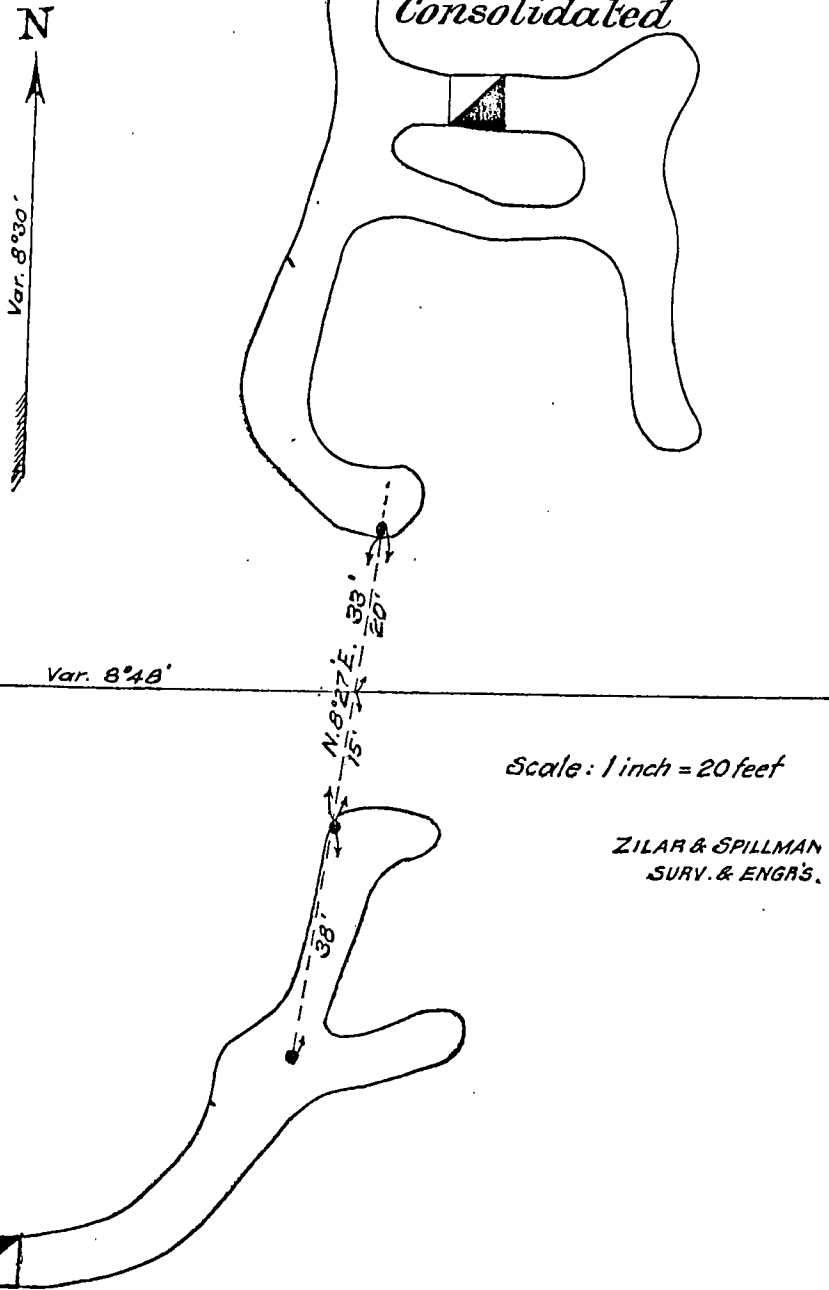 Consolidated
N
Var. 8°30'
33'
20'
N.8°27'E.
15'
Var. 8°48'
Scale: 1 inch = 20 feet
ZILAR & SPILLMAN
SURV. & ENGR'S.
38'